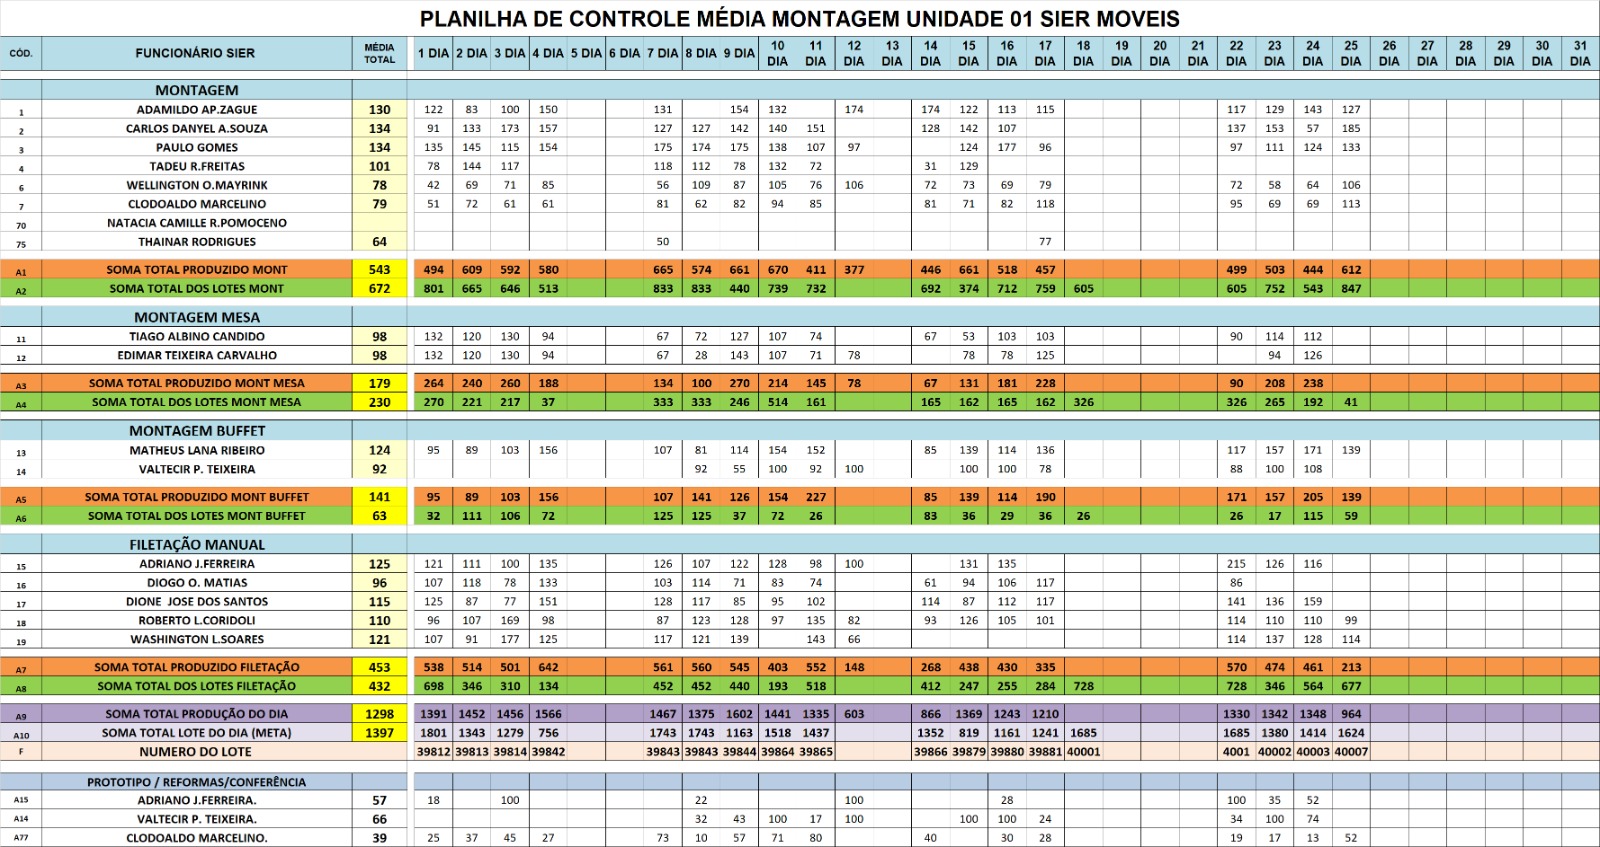 PLANILHA DE CONTROLE MÉDIA MONTAGEM UNIDADE 01 SIER MOVEIS
CÓD. FUNCIONÁRIO SIER MÉDIA TOTAL 1 DIA 2 DIA 3 DIA 4 DIA 5 DIA 6 DIA 7 DIA 8 DIA 9 DIA 10 DIA 11 DIA 12 DIA 13 DIA 14 DIA 15 DIA 16 DIA 17 DIA 18 DIA 19 DIA 20 DIA 21 DIA 22 DIA 23 DIA 24 DIA 25 DIA 26 DIA 27 DIA 28 DIA 29 DIA 30 DIA 31 DIA
MONTAGEM
1 ADAMILDO AP.ZAGUE 130 122 83 100 150 131 154 132 174 174 122 113 115 117 129 143 127
2 CARLOS DANYEL A.SOUZA 134 91 133 173 157 127 127 142 140 151 128 142 107 137 153 57 185
3 PAULO GOMES 134 135 145 115 154 175 174 175 138 107 97 124 177 96 97 111 124 133
4 TADEU R.FREITAS 101 78 144 117 118 112 78 132 72 31 129
6 WELLINGTON O.MAYRINK 78 42 69 71 85 56 109 87 105 76 106 72 73 69 79 72 58 64 106
7 CLODOALDO MARCELINO 79 51 72 61 61 81 62 82 94 85 81 71 82 118 95 69 69 113
70 NATACIA CAMILLE R.POMOCENO
75 THAINAR RODRIGUES 64 50 77
A1 SOMA TOTAL PRODUZIDO MONT 543 494 609 592 580 665 574 661 670 411 377 446 661 518 457 499 503 444 612
A2 SOMA TOTAL DOS LOTES MONT 672 801 665 646 513 833 833 440 739 732 692 374 712 759 605 605 752 543 847
MONTAGEM MESA
11 TIAGO ALBINO CANDIDO 98 132 120 130 94 67 72 127 107 74 67 53 103 103 90 114 112
12 EDIMAR TEIXEIRA CARVALHO 98 132 120 130 94 67 28 143 107 71 78 78 78 125 94 126
A3 SOMA TOTAL PRODUZIDO MONT MESA 179 264 240 260 188 134 100 270 214 145 78 67 131 181 228 90 208 238
A4 SOMA TOTAL DOS LOTES MONT MESA 230 270 221 217 37 333 333 246 514 161 165 162 165 162 326 326 265 192 41
MONTAGEM BUFFET
13 MATHEUS LANA RIBEIRO 124 95 89 103 156 107 81 114 154 152 85 139 114 136 117 157 171 139
14 VALTECIR P. TEIXEIRA 92 92 55 100 92 100 100 100 78 88 100 108
A5 SOMA TOTAL PRODUZIDO MONT BUFFET 141 95 89 103 156 107 141 126 154 227 85 139 114 190 171 157 205 139
A6 SOMA TOTAL DOS LOTES MONT BUFFET 63 32 111 106 72 125 125 37 72 26 83 36 29 36 26 26 17 115 59
FILETAÇÃO MANUAL
15 ADRIANO J.FERREIRA 125 121 111 100 135 126 107 122 128 98 100 131 135 215 126 116
16 DIOGO O. MATIAS 96 107 118 78 133 103 114 71 83 74 61 94 106 117 86
17 DIONE JOSE DOS SANTOS 115 125 87 77 151 128 117 85 95 102 114 87 112 117 141 136 159
18 ROBERTO L.CORIDOLI 110 96 107 169 98 87 123 128 97 135 82 93 126 105 101 114 110 110 99
19 WASHINGTON L.SOARES 121 107 91 177 125 117 121 139 143 66 114 137 128 114
A7 SOMA TOTAL PRODUZIDO FILETAÇÃO 453 538 514 501 642 561 560 545 403 552 148 268 438 430 335 570 474 461 213
A8 SOMA TOTAL DOS LOTES FILETAÇÃO 432 698 346 310 134 452 452 440 193 518 412 247 255 284 728 728 346 564 677
A9 SOMA TOTAL PRODUÇÃO DO DIA 1298 1391 1452 1456 1566 1467 1375 1602 1441 1335 603 866 1369 1243 1210 1330 1342 1348 964
A10 SOMA TOTAL LOTE DO DIA (META) 1397 1801 1343 1279 756 1743 1743 1163 1518 1437 1352 819 1161 1241 1685 1685 1380 1414 1624
F NUMERO DO LOTE 39812 39813 39814 39842 39843 39843 39844 39864 39865 39866 39879 39880 39881 40001 4001 40002 40003 40007
PROTOTIPO / REFORMAS/CONFERÊNCIA
A15 ADRIANO J.FERREIRA. 57 18 100 22 100 28 100 35 52
A14 VALTECIR P. TEIXEIRA. 66 32 43 100 17 100 100 100 24 34 100 74
A77 CLODOALDO MARCELINO. 39 25 37 45 27 73 10 57 71 80 40 30 28 19 17 13 52